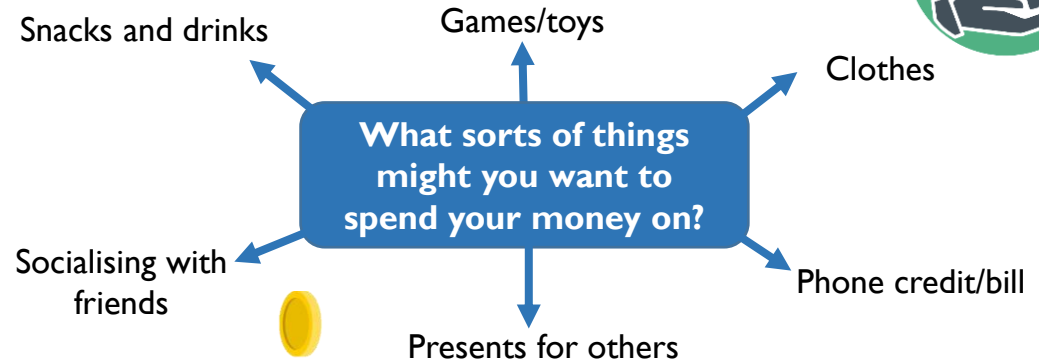 Snacks and drinks
Games/toys
Clothes
What sorts of things
might you want to
spend your money on?
Socialising with
friends
Phone credit/bill
Presents for others